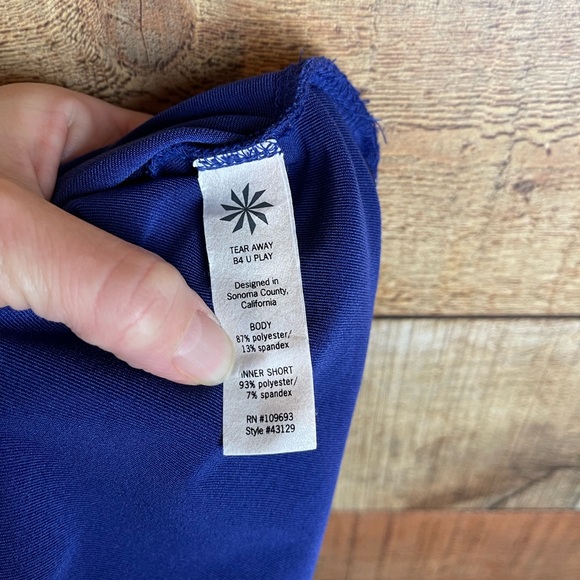 TEAR AWAY
B4 U PLAY
Designed in
Sonoma County,
California
BODY
87% polyester/
13% spandex
INNER SHORT
93% polyester/
7% spandex
RN #109693
Style #43129